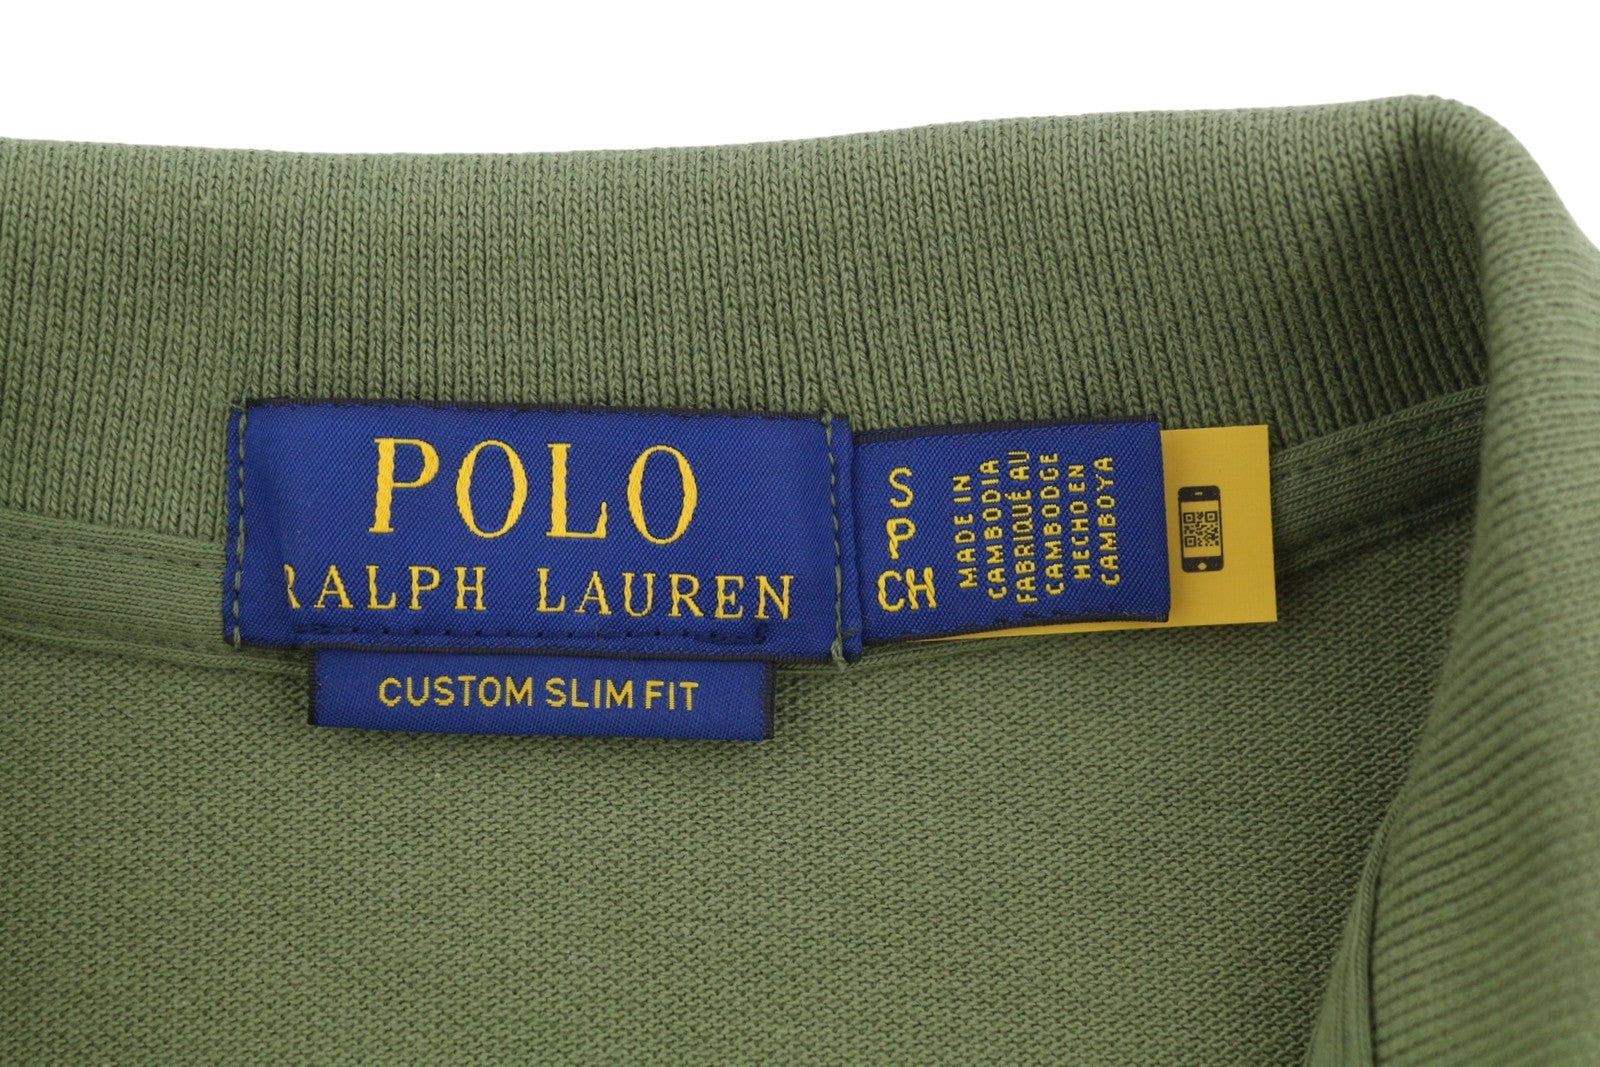 POLO
RALPH LAUREN
CUSTOM SLIM FIT
S
P
CH
MADE IN
CAMBODIA
FABRIQUÉ AU
CAMBODGE
HECHO EN
CAMBOYA